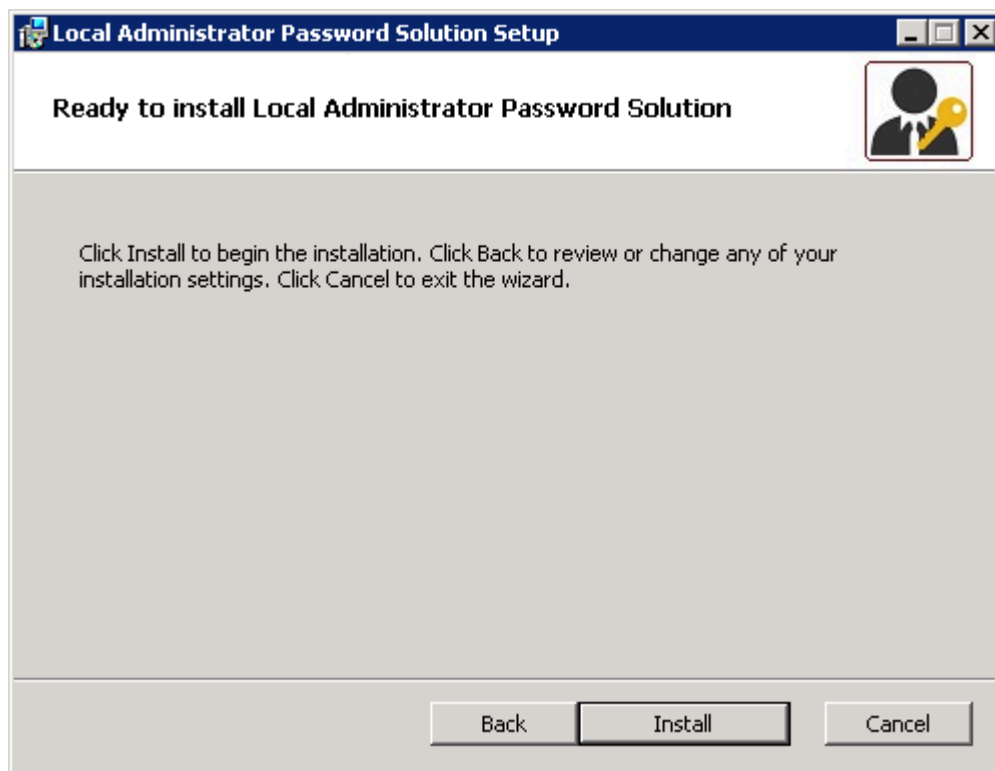 Local Administrator Password Solution Setup
Ready to install Local Administrator Password Solution
Click Install to begin the installation. Click Back to review or change any of your
installation settings. Click Cancel to exit the wizard.
Back Install Cancel